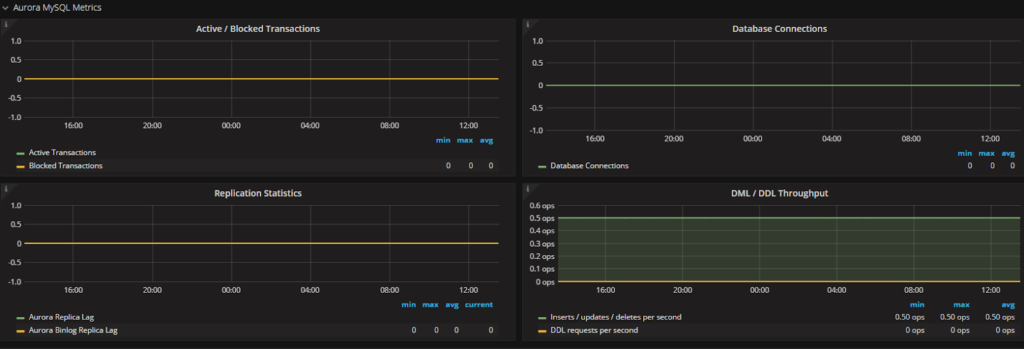 Aurora MySQL Metrics
Active / Blocked Transactions
1.0
0.5
0
-0.5
-1.0
16:00 20:00 00:00 04:00 08:00 12:00
min max avg
Active Transactions
Blocked Transactions 0 0 0
Database Connections
1.0
0.5
0
-0.5
-1.0
16:00 20:00 00:00 04:00 08:00 12:00
min max avg
Database Connections 0 0 0
Replication Statistics
1.0
0.5
0
-0.5
-1.0
16:00 20:00 00:00 04:00 08:00 12:00
min max avg current
Aurora Replica Lag
Aurora Binlog Replica Lag 0 0 0 0
DML / DDL Throughput
0.6 ops
0.5 ops
0.4 ops
0.3 ops
0.2 ops
0.1 ops
0 ops
16:00 20:00 00:00 04:00 08:00 12:00
min max avg
Inserts / updates / deletes per second 0.50 ops 0.50 ops 0.50 ops
DDL requests per second 0 ops 0 ops 0 ops